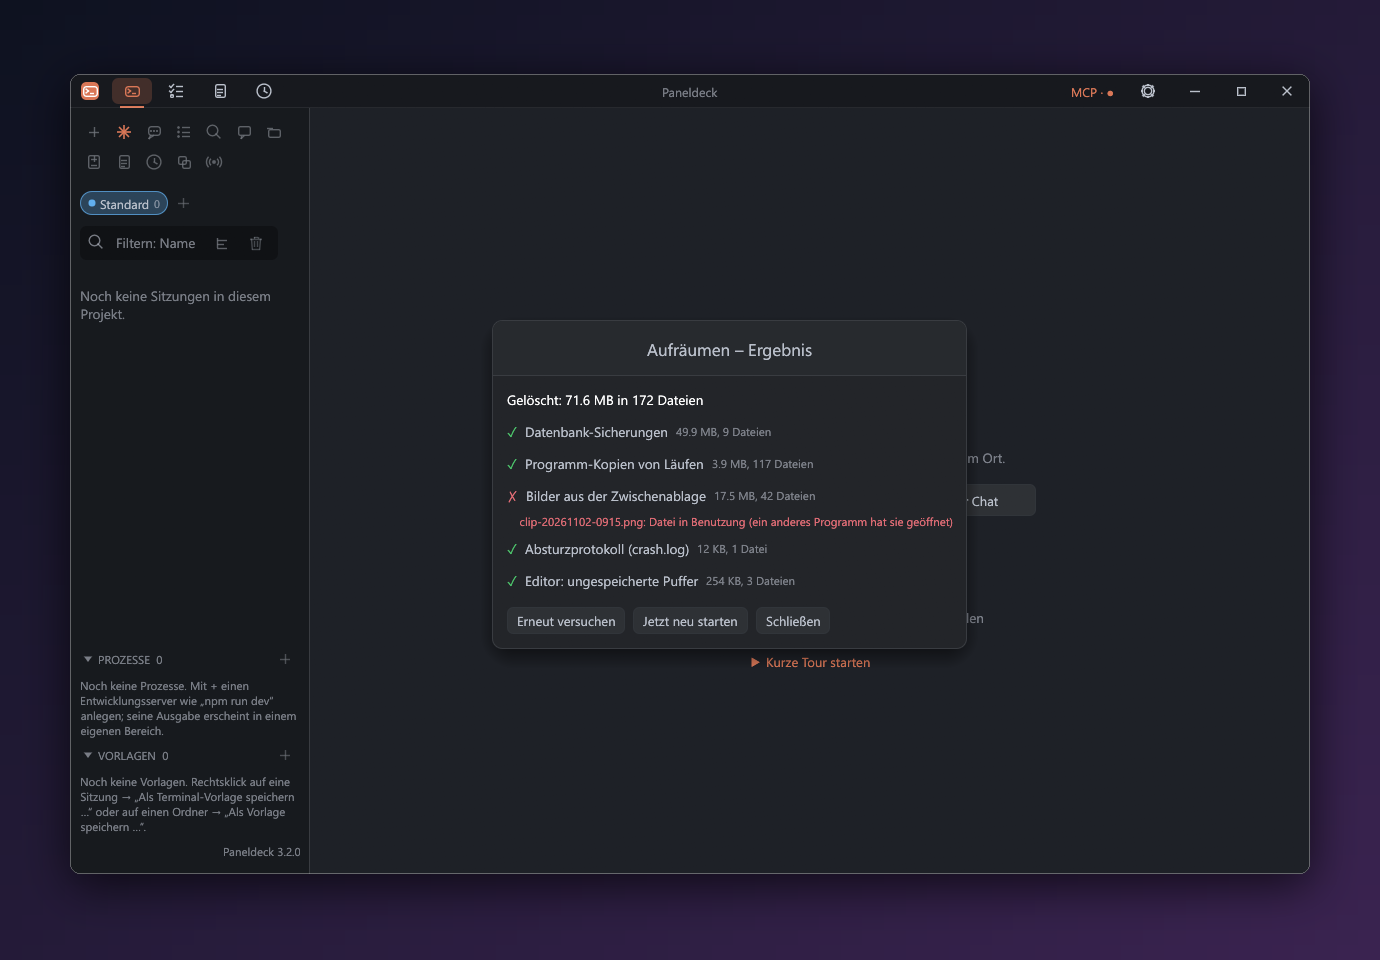 Paneldeck
MCP ·
Standard 0
Filtern: Name
Noch keine Sitzungen in diesem
Projekt.
Aufräumen – Ergebnis
Gelöscht: 71.6 MB in 172 Dateien
✓ Datenbank-Sicherungen 49.9 MB, 9 Dateien
✓ Programm-Kopien von Läufen 3.9 MB, 117 Dateien
✗ Bilder aus der Zwischenablage 17.5 MB, 42 Dateien
clip-20261102-0915.png: Datei in Benutzung (ein anderes Programm hat sie geöffnet)
✓ Absturzprotokoll (crash.log) 12 KB, 1 Datei
✓ Editor: ungespeicherte Puffer 254 KB, 3 Dateien
Erneut versuchen
Jetzt neu starten
Schließen
Ort.
Chat
▶ Kurze Tour starten
PROZESSE 0
Noch keine Prozesse. Mit + einen
Entwicklungsserver wie „npm run dev“
anlegen; seine Ausgabe erscheint in einem
eigenen Bereich.
VORLAGEN 0
Noch keine Vorlagen. Rechtsklick auf eine
Sitzung → „Als Terminal-Vorlage speichern
…“ oder auf einen Ordner → „Als Vorlage
speichern …“.
Paneldeck 3.2.0